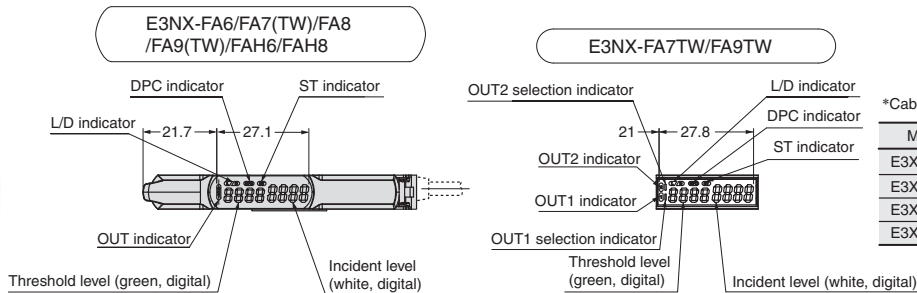 E3NX-FA6/FA7(TW)/FA8
/FA9(TW)/FAH6/FAH8
DPC indicator
ST indicator
L/D indicator
21.7
27.1
OUT indicator
Threshold level (green, digital)
Incident level
(white, digital)
E3NX-FA7TW/FA9TW
OUT2 selection indicator
L/D indicator
DPC indicator
21
27.8
ST indicator
OUT2 indicator
OUT1 indicator
OUT1 selection indicator
Threshold level
(green, digital)
Incident level (white, digital)
*Cab
M
E3X
E3X
E3X
E3X